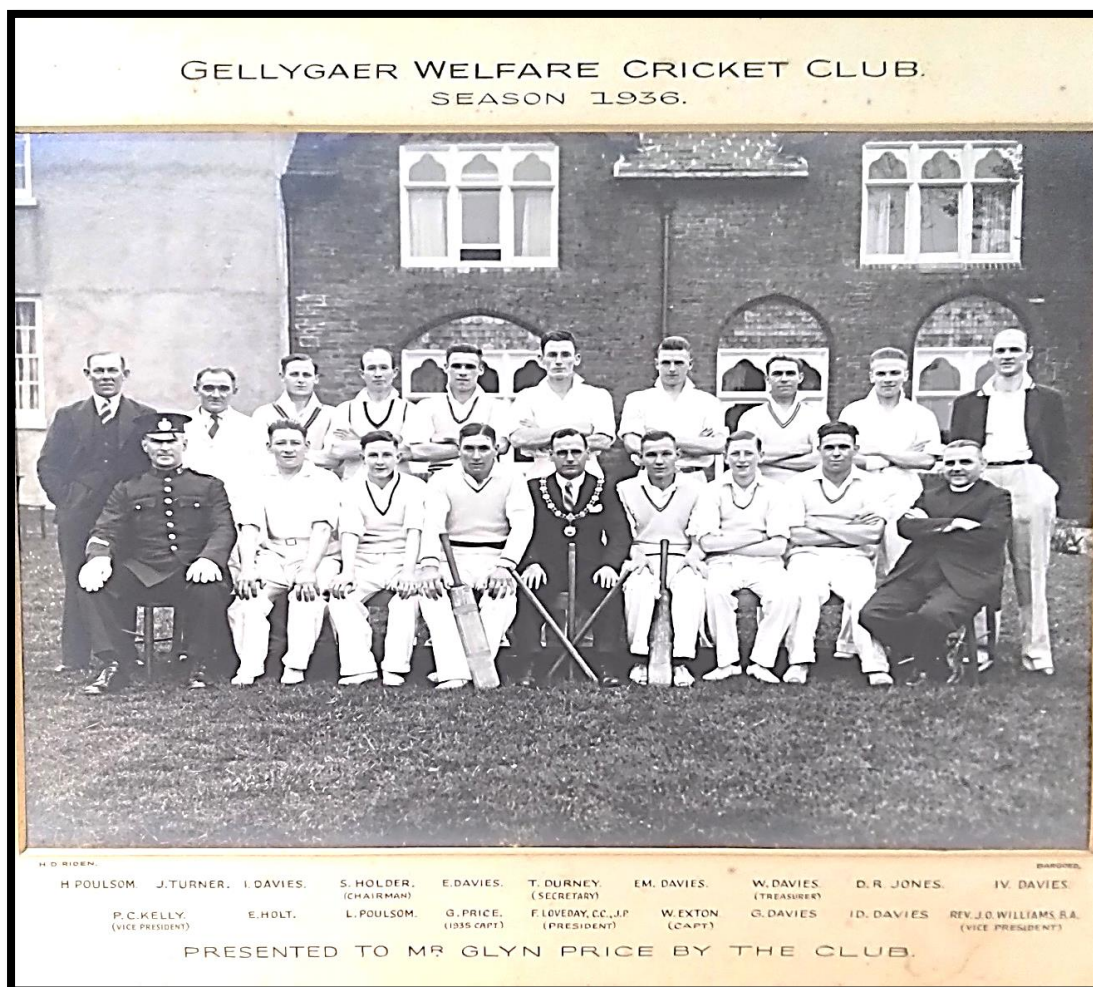 GELLYGAER WELFARE CRICKET CLUB.
SEASON 1936.
H.D. RIDEN. BARGOED.
H POULSOM. J. TURNER. I. DAVIES. S. HOLDER. E. DAVIES. T. DURNEY. EM. DAVIES. W. DAVIES. D. R. JONES. IV. DAVIES.
(CHAIRMAN) (SECRETARY) (TREASURER)
P. C. KELLY. E. HOLT. L. POULSOM. G. PRICE. F. LOVEDAY, C.C., J.P. W. EXTON G. DAVIES ID. DAVIES REV. J. O. WILLIAMS, B.A.
(VICE PRESIDENT) (1935 CAPT) (PRESIDENT) (CAPT) (VICE PRESIDENT)
PRESENTED TO MR. GLYN PRICE BY THE CLUB.